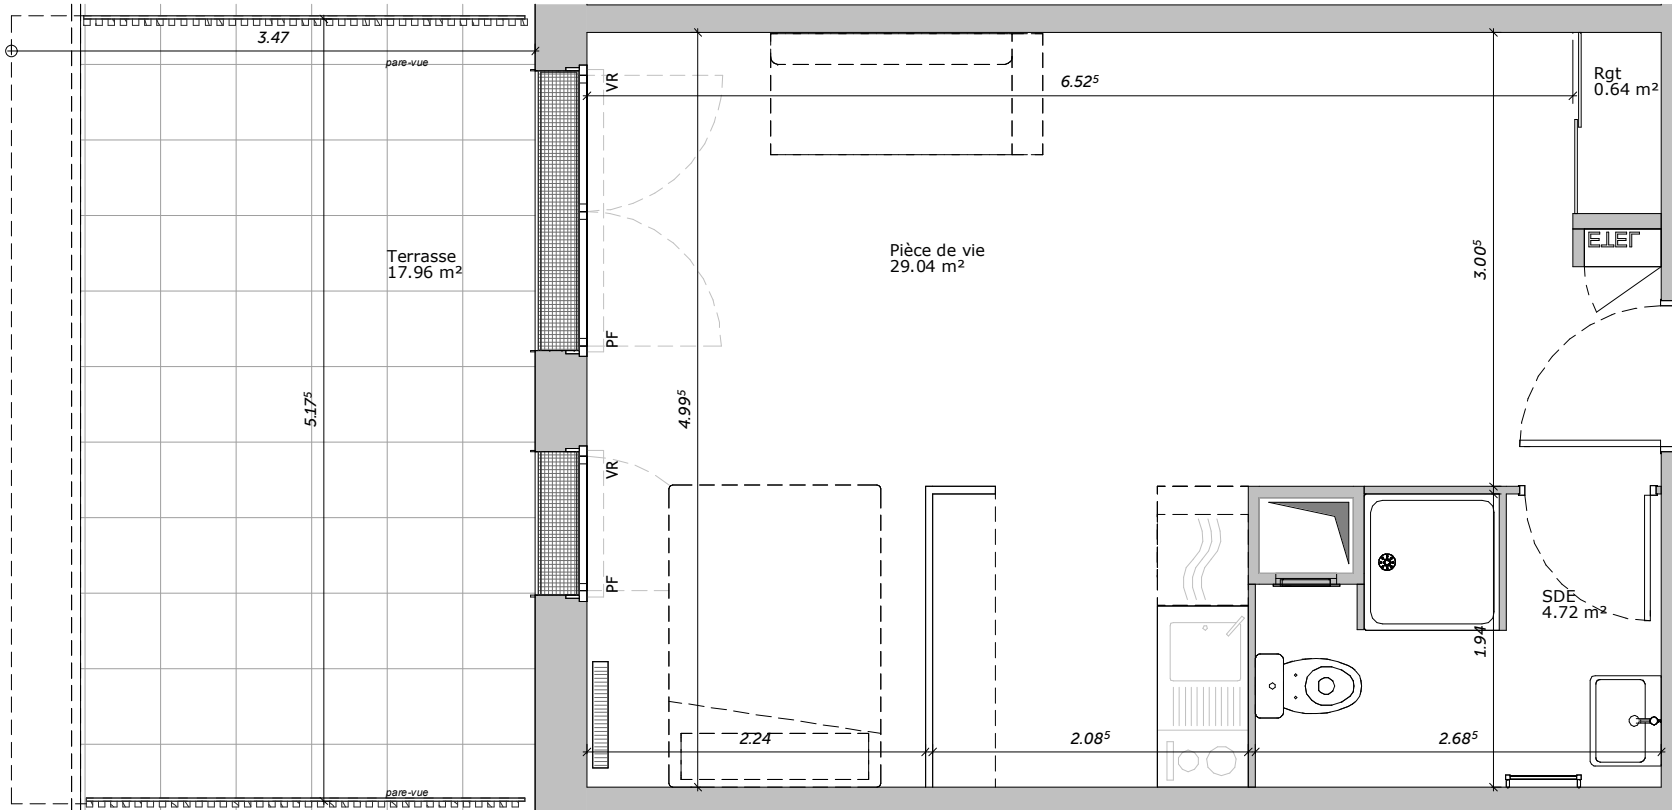 3.47
pare-vue
VR
6.52⁵
Rgt
0.64 m²
ETEL
Terrasse
17.96 m²
Pièce de vie
29.04 m²
3.00⁵
PF
5.17⁵
4.99⁵
VR
PF
SDE
4.72 m²
1.94
2.24
2.08⁵
2.68⁵
pare-vue